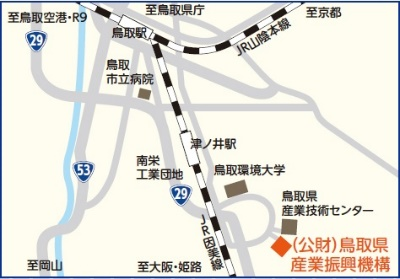 至鳥取空港・R9
至鳥取県庁
至京都
鳥取駅
JR山陰本線
29
鳥取
市立病院
津ノ井駅
53
南栄
工業団地
29
鳥取環境大学
鳥取県
産業技術センター
JR因美線
(公財)鳥取県
産業振興機構
至岡山
至大阪・姫路